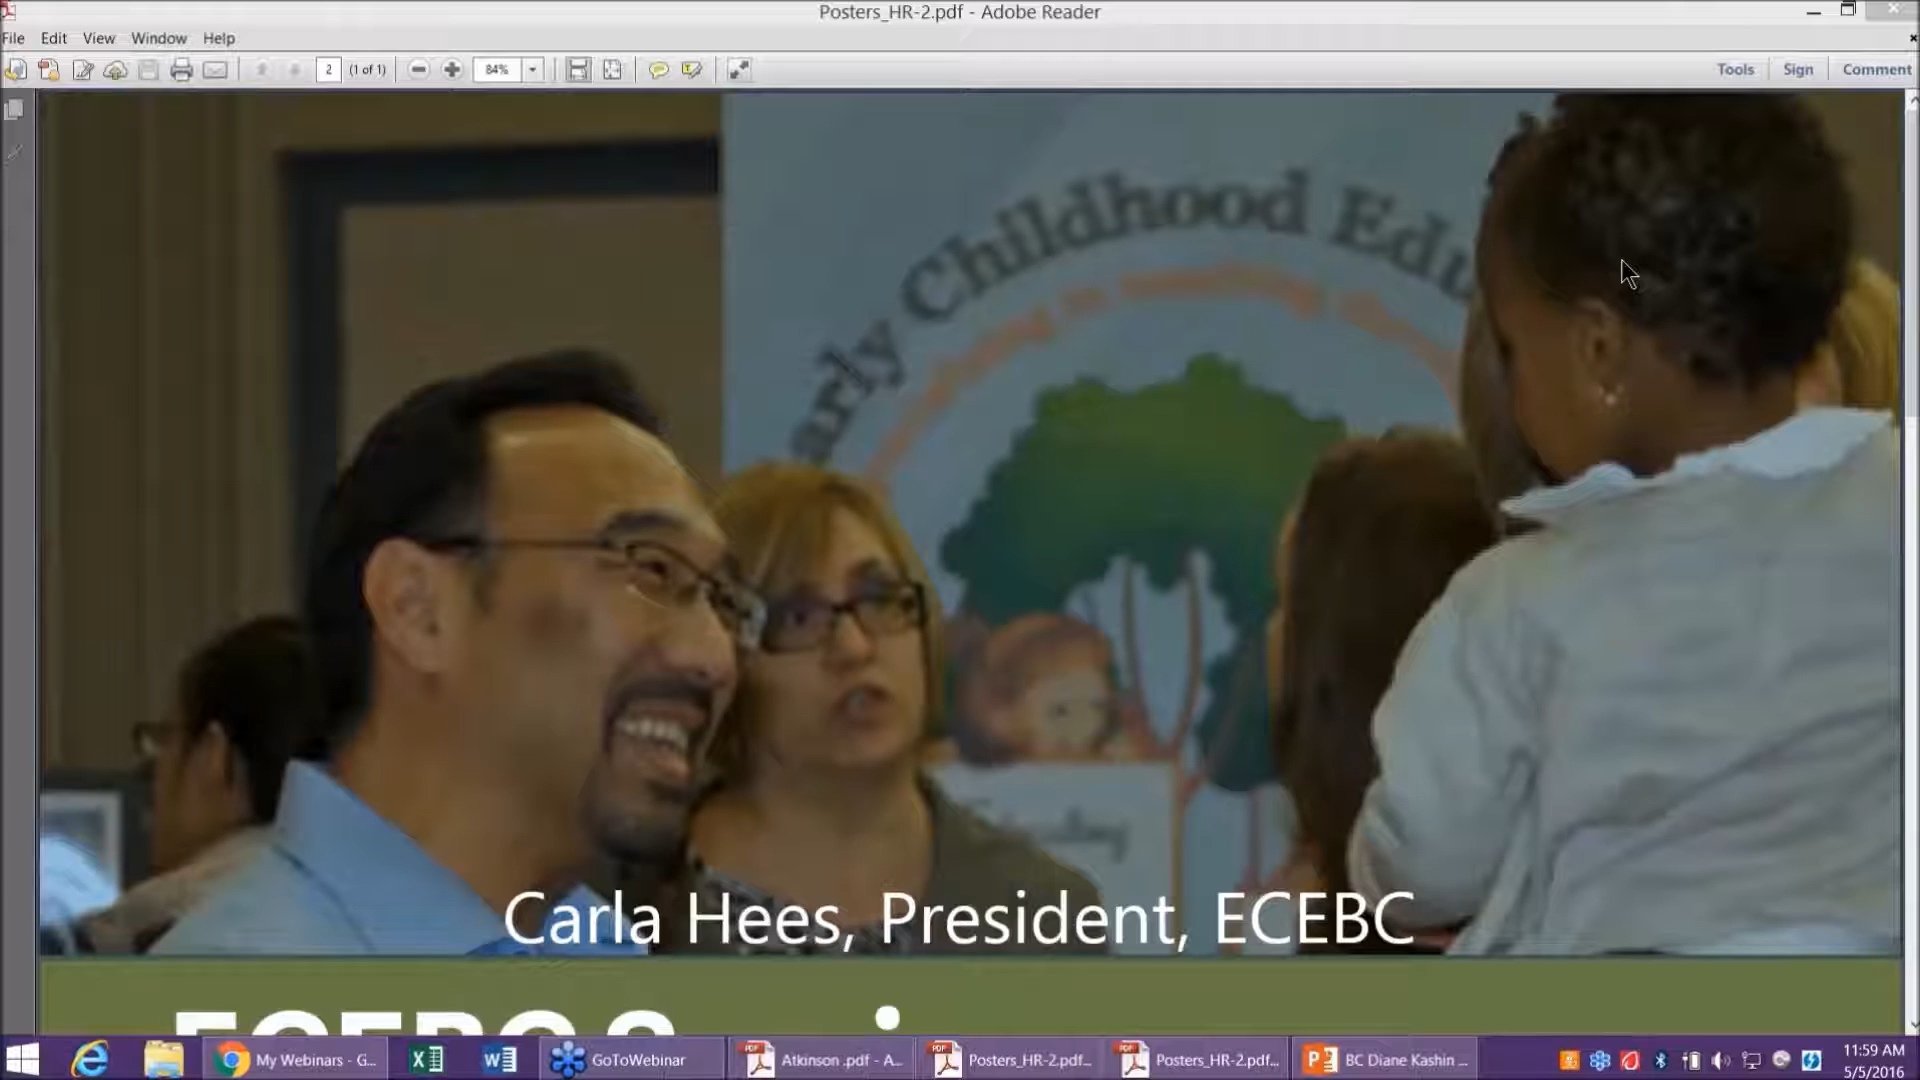 Posters_HR-2.pdf - Adobe Reader
File Edit View Window Help
2 (1 of 1) 84% Tools Sign Comment
Early Childhood Edu
Carla Hees, President, ECEBC
My Webinars - G... GoToWebinar Atkinson .pdf - A... Posters_HR-2.pdf... Posters_HR-2.pdf... BC Diane Kashin ...
11:59 AM
5/5/2016